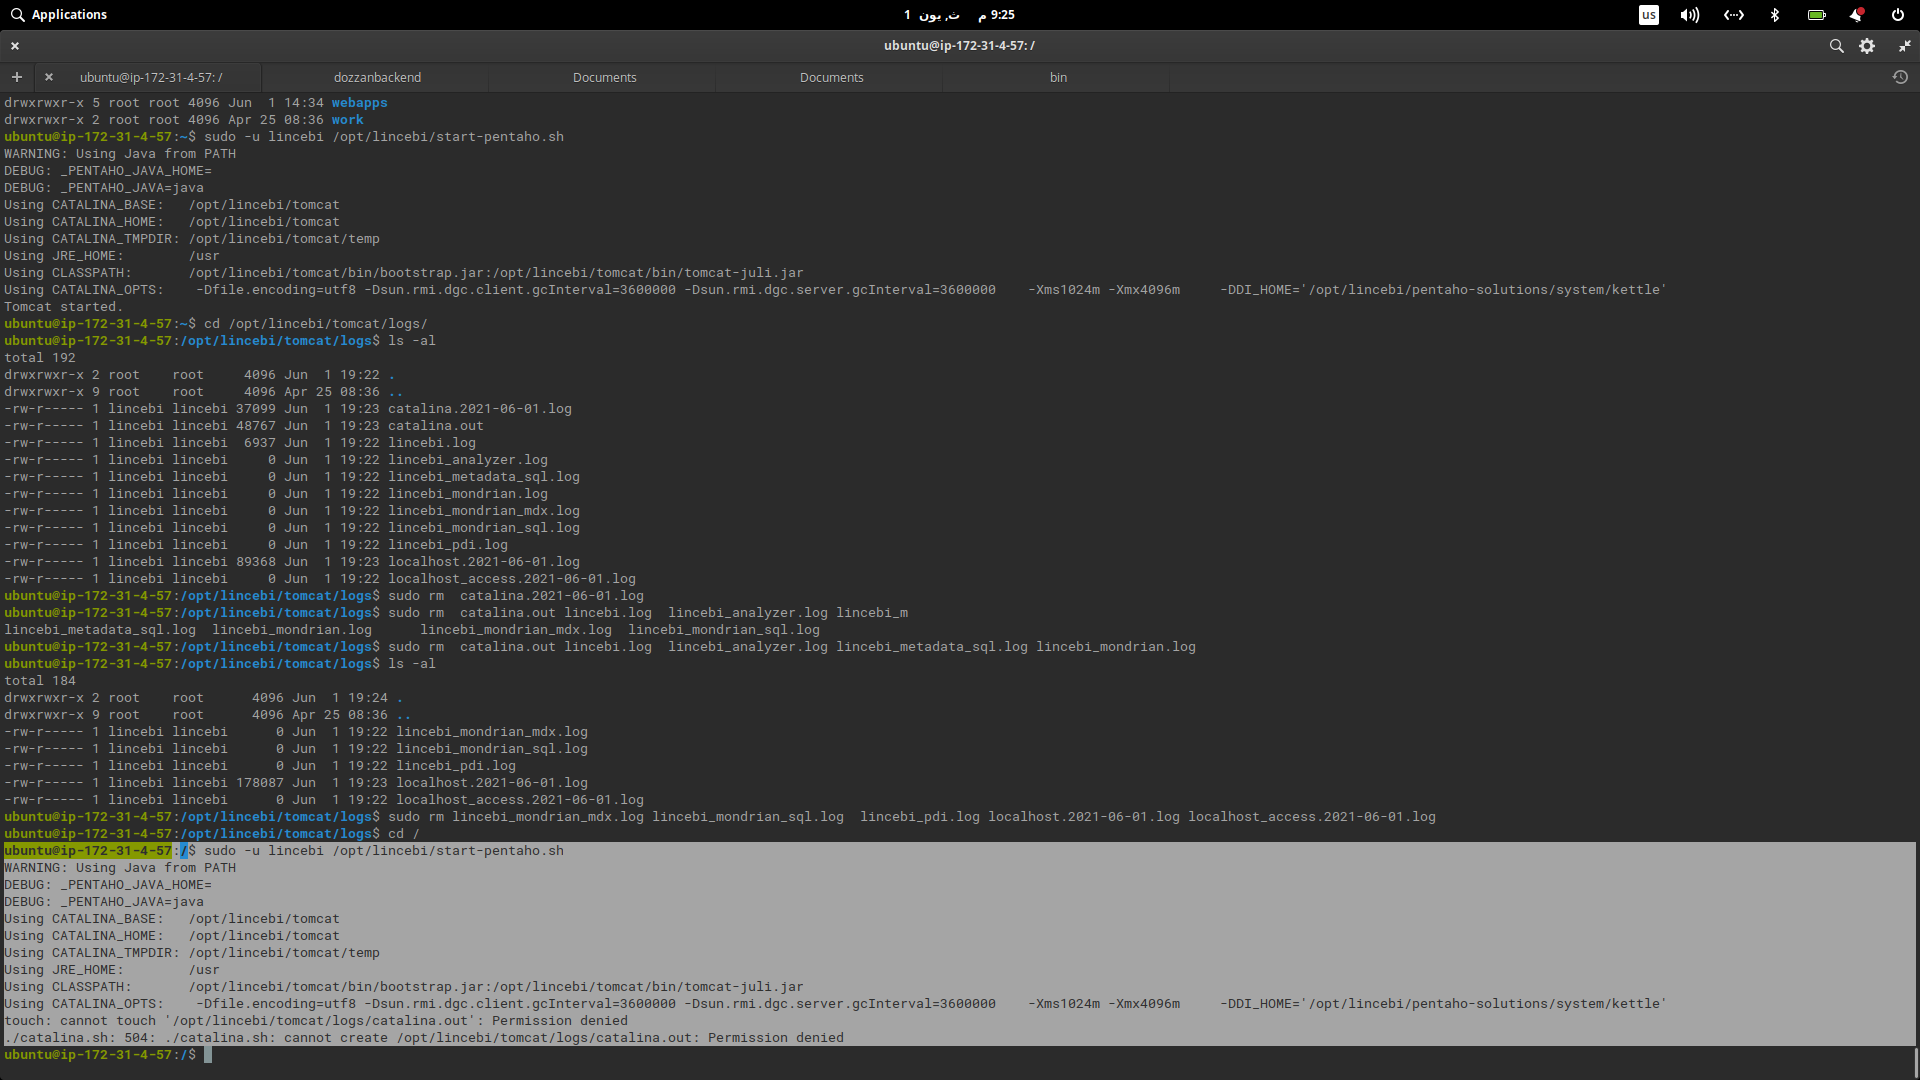 Applications
1 ث, يون
9:25 م
us
ubuntu@ip-172-31-4-57: /
ubuntu@ip-172-31-4-57: /
dozzanbackend
Documents
Documents
bin
drwxrwxr-x 5 root root 4096 Jun  1 14:34 webapps
drwxrwxr-x 2 root root 4096 Apr 25 08:36 work
ubuntu@ip-172-31-4-57:~$ sudo -u lincebi /opt/lincebi/start-pentaho.sh
WARNING: Using Java from PATH
DEBUG: _PENTAHO_JAVA_HOME=
DEBUG: _PENTAHO_JAVA=java
Using CATALINA_BASE:   /opt/lincebi/tomcat
Using CATALINA_HOME:   /opt/lincebi/tomcat
Using CATALINA_TMPDIR: /opt/lincebi/tomcat/temp
Using JRE_HOME:        /usr
Using CLASSPATH:       /opt/lincebi/tomcat/bin/bootstrap.jar:/opt/lincebi/tomcat/bin/tomcat-juli.jar
Using CATALINA_OPTS:    -Dfile.encoding=utf8 -Dsun.rmi.dgc.client.gcInterval=3600000 -Dsun.rmi.dgc.server.gcInterval=3600000    -Xms1024m -Xmx4096m     -DDI_HOME='/opt/lincebi/pentaho-solutions/system/kettle'
Tomcat started.
ubuntu@ip-172-31-4-57:~$ cd /opt/lincebi/tomcat/logs/
ubuntu@ip-172-31-4-57:/opt/lincebi/tomcat/logs$ ls -al
total 192
drwxrwxr-x 2 root    root     4096 Jun  1 19:22 .
drwxrwxr-x 9 root    root     4096 Apr 25 08:36 ..
-rw-r----- 1 lincebi lincebi 37099 Jun  1 19:23 catalina.2021-06-01.log
-rw-r----- 1 lincebi lincebi 48767 Jun  1 19:23 catalina.out
-rw-r----- 1 lincebi lincebi  6937 Jun  1 19:22 lincebi.log
-rw-r----- 1 lincebi lincebi     0 Jun  1 19:22 lincebi_analyzer.log
-rw-r----- 1 lincebi lincebi     0 Jun  1 19:22 lincebi_metadata_sql.log
-rw-r----- 1 lincebi lincebi     0 Jun  1 19:22 lincebi_mondrian.log
-rw-r----- 1 lincebi lincebi     0 Jun  1 19:22 lincebi_mondrian_mdx.log
-rw-r----- 1 lincebi lincebi     0 Jun  1 19:22 lincebi_mondrian_sql.log
-rw-r----- 1 lincebi lincebi     0 Jun  1 19:22 lincebi_pdi.log
-rw-r----- 1 lincebi lincebi 89368 Jun  1 19:23 localhost.2021-06-01.log
-rw-r----- 1 lincebi lincebi     0 Jun  1 19:22 localhost_access.2021-06-01.log
ubuntu@ip-172-31-4-57:/opt/lincebi/tomcat/logs$ sudo rm  catalina.2021-06-01.log
ubuntu@ip-172-31-4-57:/opt/lincebi/tomcat/logs$ sudo rm  catalina.out lincebi.log  lincebi_analyzer.log lincebi_m
lincebi_metadata_sql.log  lincebi_mondrian.log      lincebi_mondrian_mdx.log  lincebi_mondrian_sql.log
ubuntu@ip-172-31-4-57:/opt/lincebi/tomcat/logs$ sudo rm  catalina.out lincebi.log  lincebi_analyzer.log lincebi_metadata_sql.log lincebi_mondrian.log
ubuntu@ip-172-31-4-57:/opt/lincebi/tomcat/logs$ ls -al
total 184
drwxrwxr-x 2 root    root      4096 Jun  1 19:24 .
drwxrwxr-x 9 root    root      4096 Apr 25 08:36 ..
-rw-r----- 1 lincebi lincebi      0 Jun  1 19:22 lincebi_mondrian_mdx.log
-rw-r----- 1 lincebi lincebi      0 Jun  1 19:22 lincebi_mondrian_sql.log
-rw-r----- 1 lincebi lincebi      0 Jun  1 19:22 lincebi_pdi.log
-rw-r----- 1 lincebi lincebi 178087 Jun  1 19:23 localhost.2021-06-01.log
-rw-r----- 1 lincebi lincebi      0 Jun  1 19:22 localhost_access.2021-06-01.log
ubuntu@ip-172-31-4-57:/opt/lincebi/tomcat/logs$ sudo rm lincebi_mondrian_mdx.log lincebi_mondrian_sql.log  lincebi_pdi.log localhost.2021-06-01.log localhost_access.2021-06-01.log
ubuntu@ip-172-31-4-57:/opt/lincebi/tomcat/logs$ cd /
ubuntu@ip-172-31-4-57:/$ sudo -u lincebi /opt/lincebi/start-pentaho.sh
WARNING: Using Java from PATH
DEBUG: _PENTAHO_JAVA_HOME=
DEBUG: _PENTAHO_JAVA=java
Using CATALINA_BASE:   /opt/lincebi/tomcat
Using CATALINA_HOME:   /opt/lincebi/tomcat
Using CATALINA_TMPDIR: /opt/lincebi/tomcat/temp
Using JRE_HOME:        /usr
Using CLASSPATH:       /opt/lincebi/tomcat/bin/bootstrap.jar:/opt/lincebi/tomcat/bin/tomcat-juli.jar
Using CATALINA_OPTS:    -Dfile.encoding=utf8 -Dsun.rmi.dgc.client.gcInterval=3600000 -Dsun.rmi.dgc.server.gcInterval=3600000    -Xms1024m -Xmx4096m     -DDI_HOME='/opt/lincebi/pentaho-solutions/system/kettle'
touch: cannot touch '/opt/lincebi/tomcat/logs/catalina.out': Permission denied
./catalina.sh: 504: ./catalina.sh: cannot create /opt/lincebi/tomcat/logs/catalina.out: Permission denied
ubuntu@ip-172-31-4-57:/$